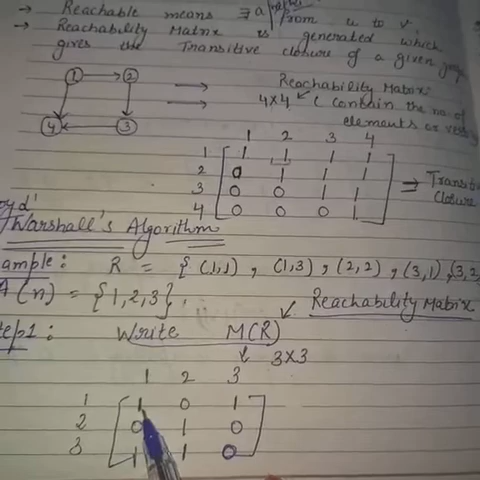 → Reachable means ∃ a path from u to v.
→ Reachability Matrix is generated which
gives the Transitive closure of a given graph
1 2
4 3
→ Reachability Matrix
→ 4×4 ( Contain the no. of
elements or
1 2 3 4
1 1 1 1 1
2 0 1 1 1
3 0 0 1 1
4 0 0 0 1
⇒ Transiti
Closure
oyd'
Warshall's Algorithm
ample: R = { (1,1) , (1,3) , (2,2) , (3,1) , (3,2
A(n) = {1,2,3}.
Reachability Matrix
tep1: Write M(R)
3×3
1 2 3
1 1 0 1
2 0 1 0
3 1 1 0